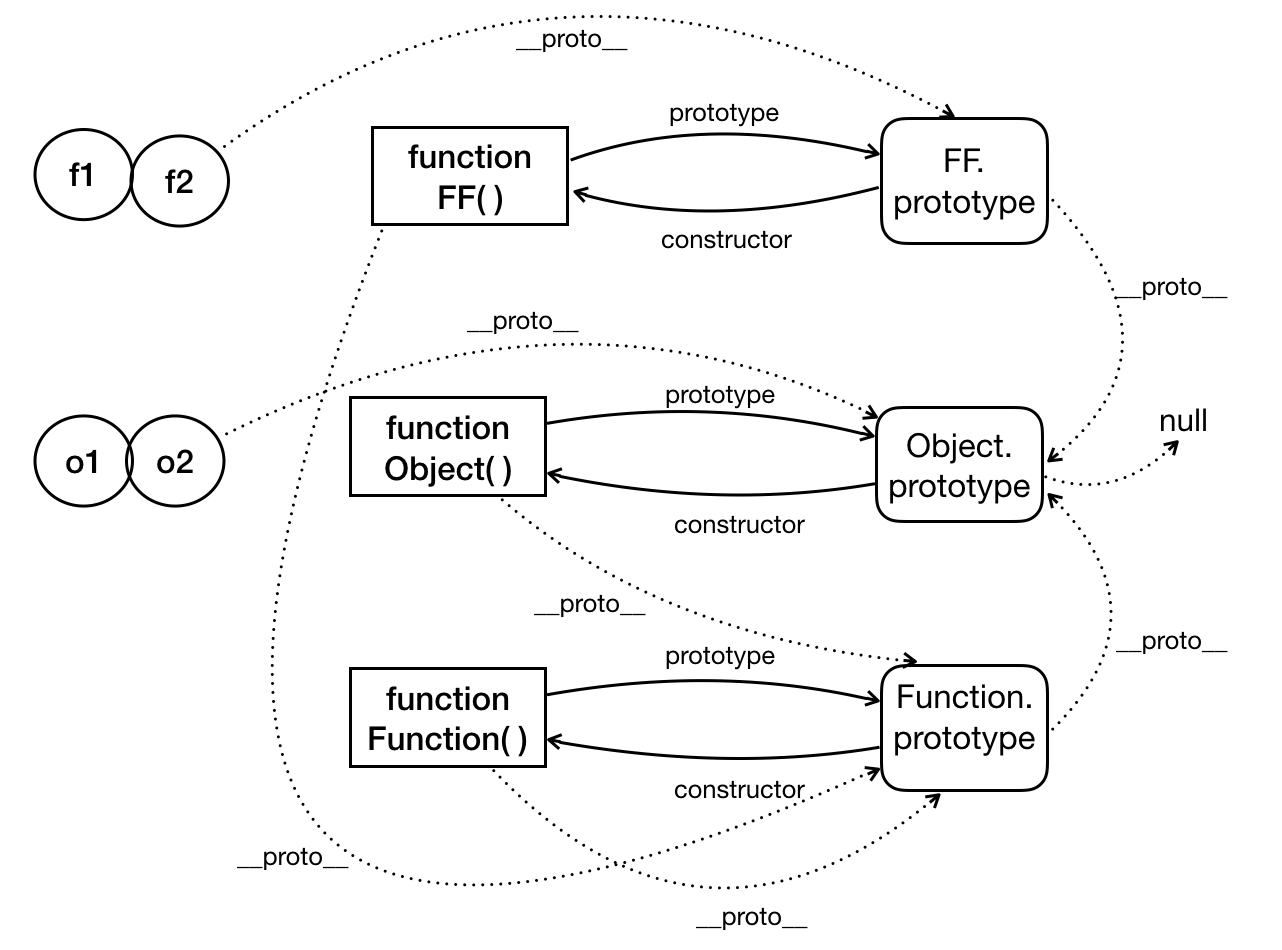 __proto__
prototype
f1
f2
function
FF( )
FF.
prototype
constructor
__proto__
__proto__
prototype
o1
o2
function
Object( )
Object.
prototype
null
constructor
__proto__
prototype
__proto__
function
Function( )
Function.
prototype
constructor
__proto__
__proto__